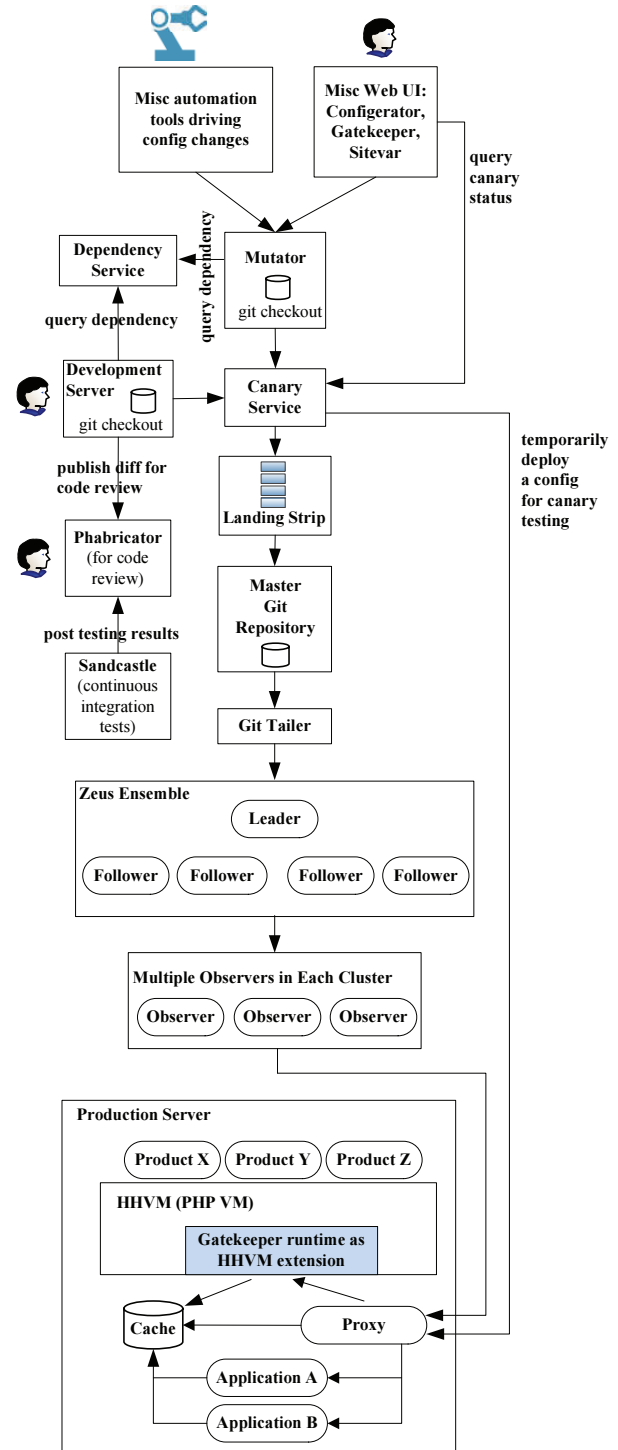 Misc automation
tools driving
config changes
Misc Web UI:
Configerator,
Gatekeeper,
Sitevar
query
canary
status
Dependency
Service
query dependency
Mutator
git checkout
query dependency
Development
Server
git checkout
Canary
Service
publish diff for
code review
temporarily
deploy
a config
for canary
testing
Landing Strip
Phabricator
(for code
review)
Master
Git
Repository
post testing results
Sandcastle
(continuous
integration
tests)
Git Tailer
Zeus Ensemble
Leader
Follower
Follower
Follower
Follower
Multiple Observers in Each Cluster
Observer
Observer
Observer
Production Server
Product X
Product Y
Product Z
HHVM (PHP VM)
Gatekeeper runtime as
HHVM extension
Cache
Proxy
Application A
Application B